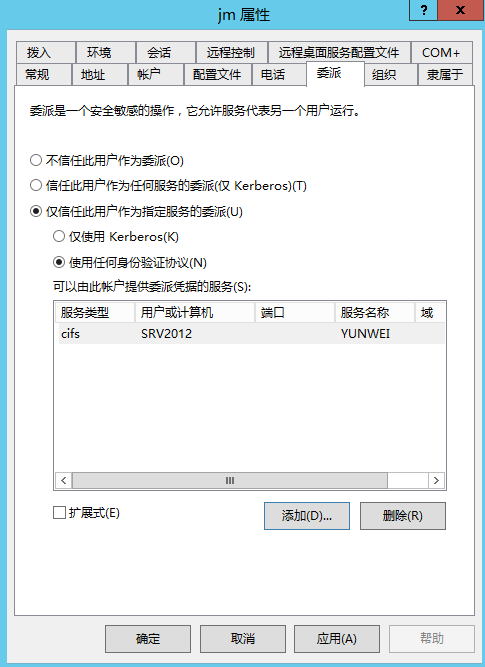 jm 属性
?
x
拨入 环境 会话 远程控制 远程桌面服务配置文件 COM+
常规 地址 帐户 配置文件 电话 委派 组织 隶属于
委派是一个安全敏感的操作，它允许服务代表另一个用户运行。
不信任此用户作为委派(O)
信任此用户作为任何服务的委派(仅 Kerberos)(T)
仅信任此用户作为指定服务的委派(U)
仅使用 Kerberos(K)
使用任何身份验证协议(N)
可以由此帐户提供委派凭据的服务(S):
服务类型 用户或计算机 端口 服务名称 域
cifs SRV2012 YUNWEI
扩展式(E) 添加(D)... 删除(R)
确定 取消 应用(A) 帮助